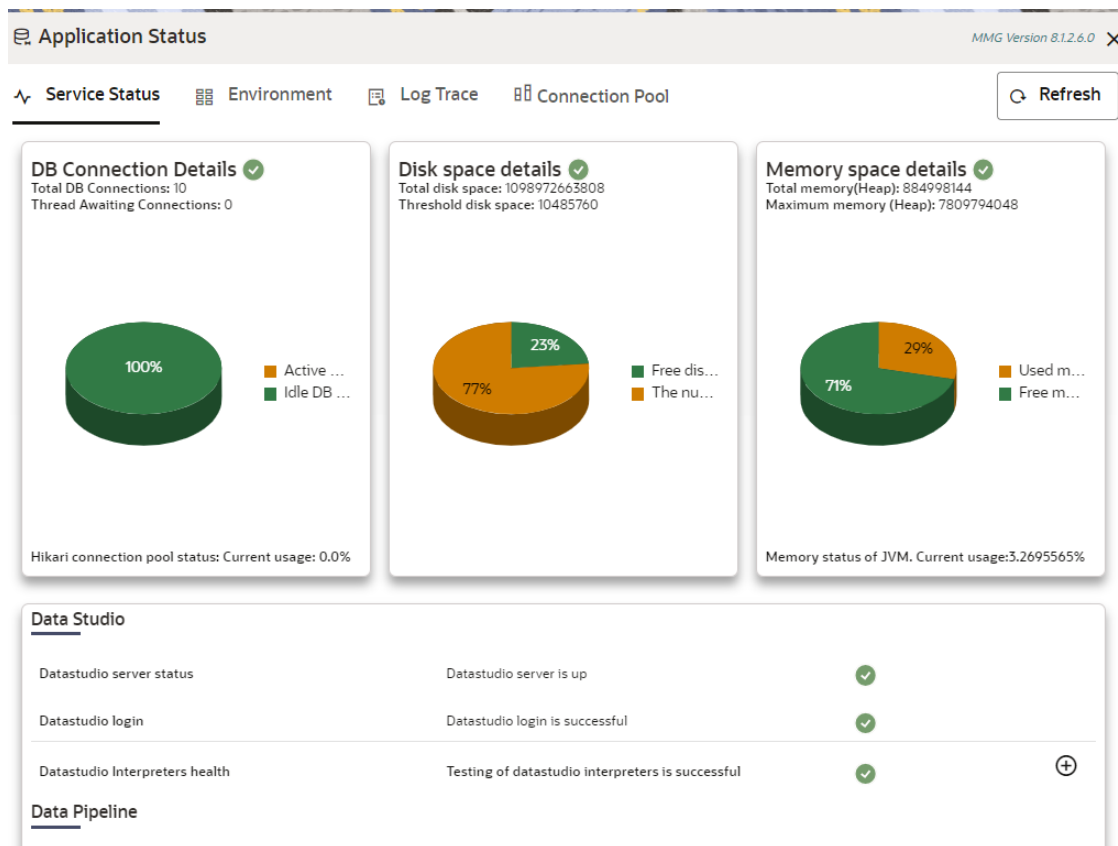 Application Status
MMG Version 8.1.2.6.0
Service Status
Environment
Log Trace
Connection Pool
Refresh
DB Connection Details
Total DB Connections: 10
Thread Awaiting Connections: 0
100%
Active ...
Idle DB ...
Hikari connection pool status: Current usage: 0.0%
Disk space details
Total disk space: 1098972663808
Threshold disk space: 10485760
23%
77%
Free dis...
The nu...
Memory space details
Total memory(Heap): 884998144
Maximum memory (Heap): 7809794048
29%
71%
Used m...
Free m...
Memory status of JVM. Current usage:3.2695565%
Data Studio
Datastudio server status Datastudio server is up
Datastudio login Datastudio login is successful
Datastudio Interpreters health Testing of datastudio interpreters is successful
Data Pipeline